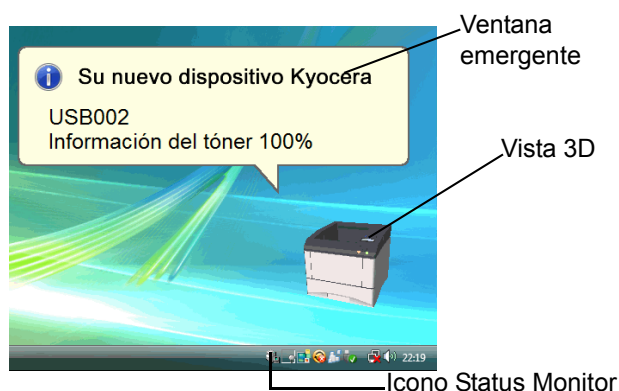 Ventana
emergente
Su nuevo dispositivo Kyocera
USB002
Información del tóner 100%
Vista 3D
22:19
Icono Status Monitor